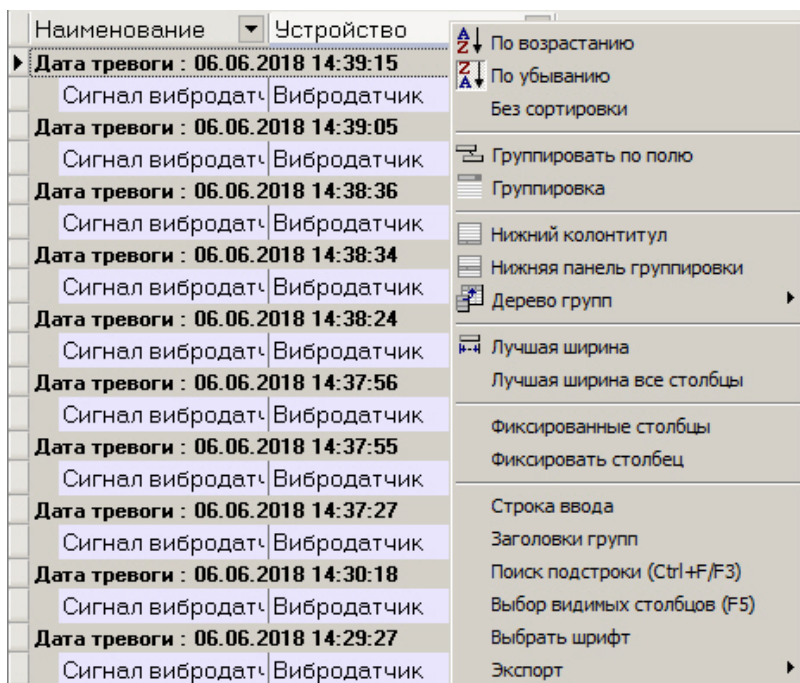 Наименование Устройство
Дата тревоги : 06.06.2018 14:39:15
Сигнал вибродатч Вибродатчик
Дата тревоги : 06.06.2018 14:39:05
Сигнал вибродатч Вибродатчик
Дата тревоги : 06.06.2018 14:38:36
Сигнал вибродатч Вибродатчик
Дата тревоги : 06.06.2018 14:38:34
Сигнал вибродатч Вибродатчик
Дата тревоги : 06.06.2018 14:38:24
Сигнал вибродатч Вибродатчик
Дата тревоги : 06.06.2018 14:37:56
Сигнал вибродатч Вибродатчик
Дата тревоги : 06.06.2018 14:37:55
Сигнал вибродатч Вибродатчик
Дата тревоги : 06.06.2018 14:37:27
Сигнал вибродатч Вибродатчик
Дата тревоги : 06.06.2018 14:30:18
Сигнал вибродатч Вибродатчик
Дата тревоги : 06.06.2018 14:29:27
Сигнал вибродатч Вибродатчик
По возрастанию
По убыванию
Без сортировки
Группировать по полю
Группировка
Нижний колонтитул
Нижняя панель группировки
Дерево групп
Лучшая ширина
Лучшая ширина все столбцы
Фиксированные столбцы
Фиксировать столбец
Строка ввода
Заголовки групп
Поиск подстроки (Ctrl+F/F3)
Выбор видимых столбцов (F5)
Выбрать шрифт
Экспорт